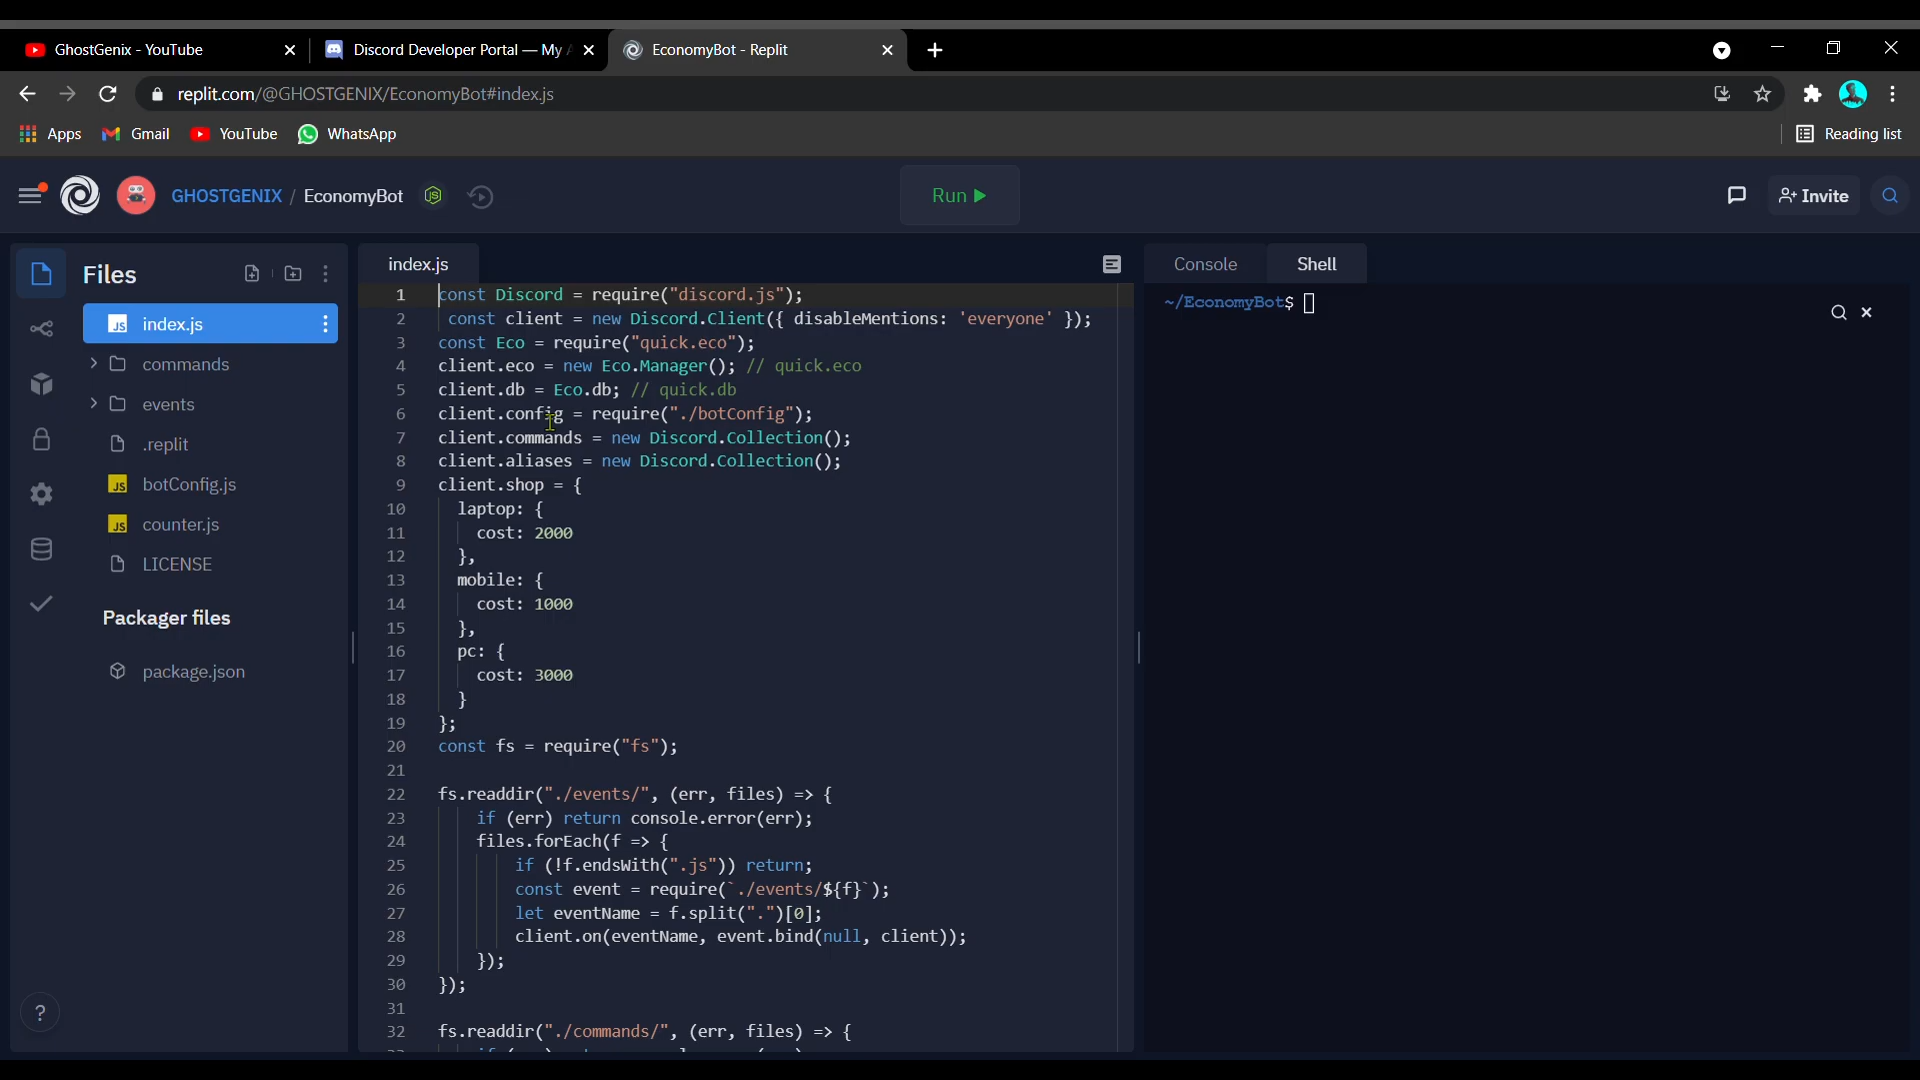 GhostGenix - YouTube
Discord Developer Portal — My
EconomyBot - Replit
replit.com/@GHOSTGENIX/EconomyBot#index.js
Apps
Gmail
YouTube
WhatsApp
Reading list
GHOSTGENIX / EconomyBot
Run
Invite
Files
index.js
commands
events
.replit
JS botConfig.js
JS counter.js
LICENSE
Packager files
package.json
?
index.js
1 const Discord = require("discord.js");
2 const client = new Discord.Client({ disableMentions: 'everyone' });
3 const Eco = require("quick.eco");
4 client.eco = new Eco.Manager(); // quick.eco
5 client.db = Eco.db; // quick.db
6 client.config = require("./botConfig");
7 client.commands = new Discord.Collection();
8 client.aliases = new Discord.Collection();
9 client.shop = {
10 laptop: {
11 cost: 2000
12 },
13 mobile: {
14 cost: 1000
15 },
16 pc: {
17 cost: 3000
18 }
19 };
20 const fs = require("fs");
21
22 fs.readdir("./events/", (err, files) => {
23 if (err) return console.error(err);
24 files.forEach(f => {
25 if (!f.endsWith(".js")) return;
26 const event = require(`./events/${f}`);
27 let eventName = f.split(".")[0];
28 client.on(eventName, event.bind(null, client));
29 });
30 });
31
32 fs.readdir("./commands/", (err, files) => {
Console
Shell
~/EconomyBot$